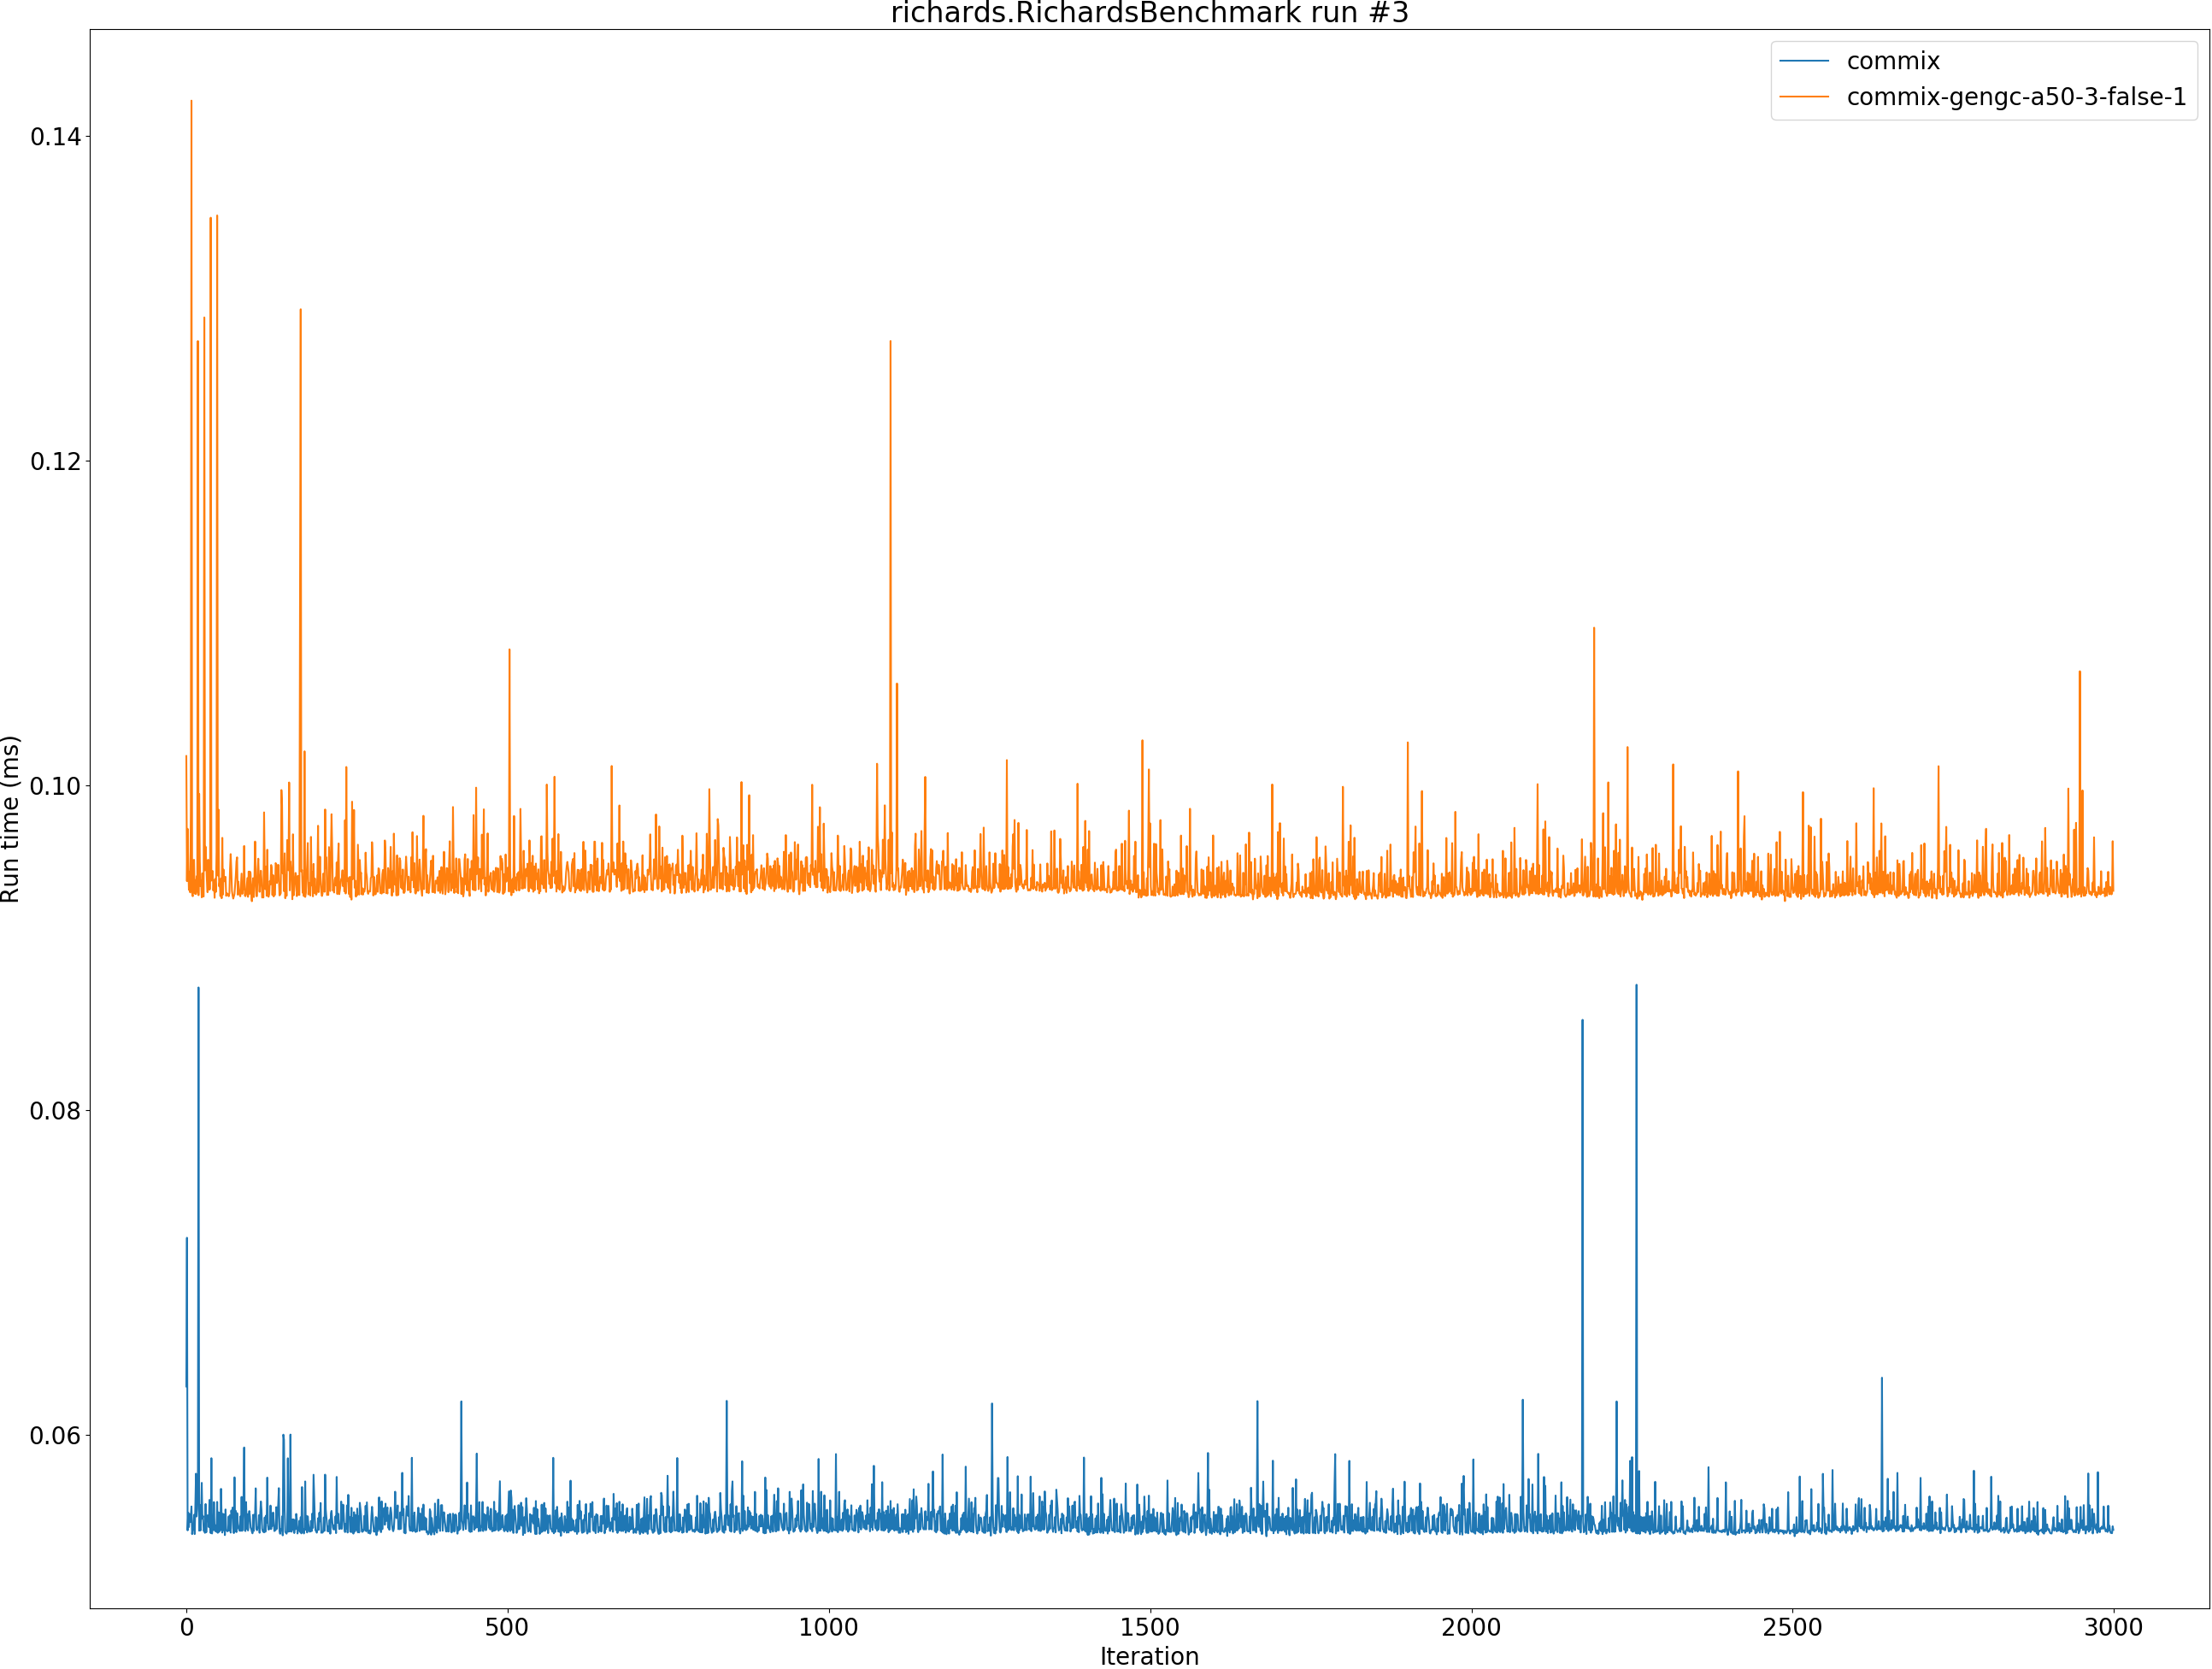 richards.RichardsBenchmark run #3
commix
commix-gengc-a50-3-false-1
Run time (ms)
0.14
0.12
0.10
0.08
0.06
0 500 1000 1500 2000 2500 3000
Iteration